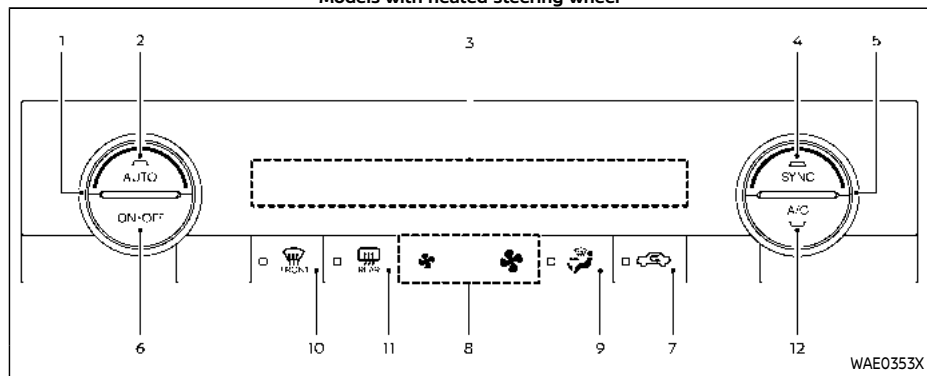 Models with heated steering wheel
1 2 3 4 5
AUTO SYNC
ON•OFF A/C
FRONT REAR
6 10 11 8 9 7 12
WAE0353X